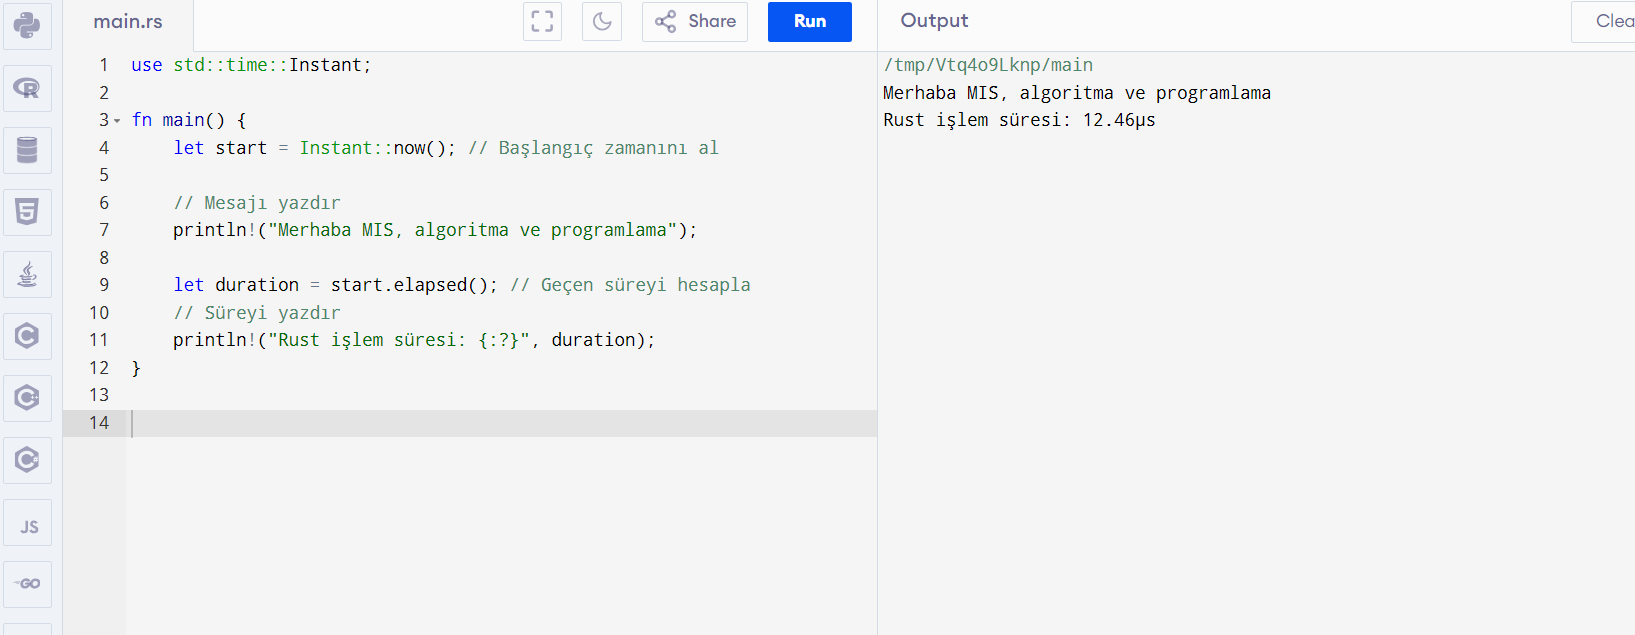 main.rs
Share
Run
Output
Clea
1 use std::time::Instant;
2
3 fn main() {
4 let start = Instant::now(); // Başlangıç zamanını al
5
6 // Mesajı yazdır
7 println!("Merhaba MIS, algoritma ve programlama");
8
9 let duration = start.elapsed(); // Geçen süreyi hesapla
10 // Süreyi yazdır
11 println!("Rust işlem süresi: {:?}", duration);
12 }
13
14
/tmp/Vtq4o9Lknp/main
Merhaba MIS, algoritma ve programlama
Rust işlem süresi: 12.46µs
R
5
C
C++
C#
JS
GO